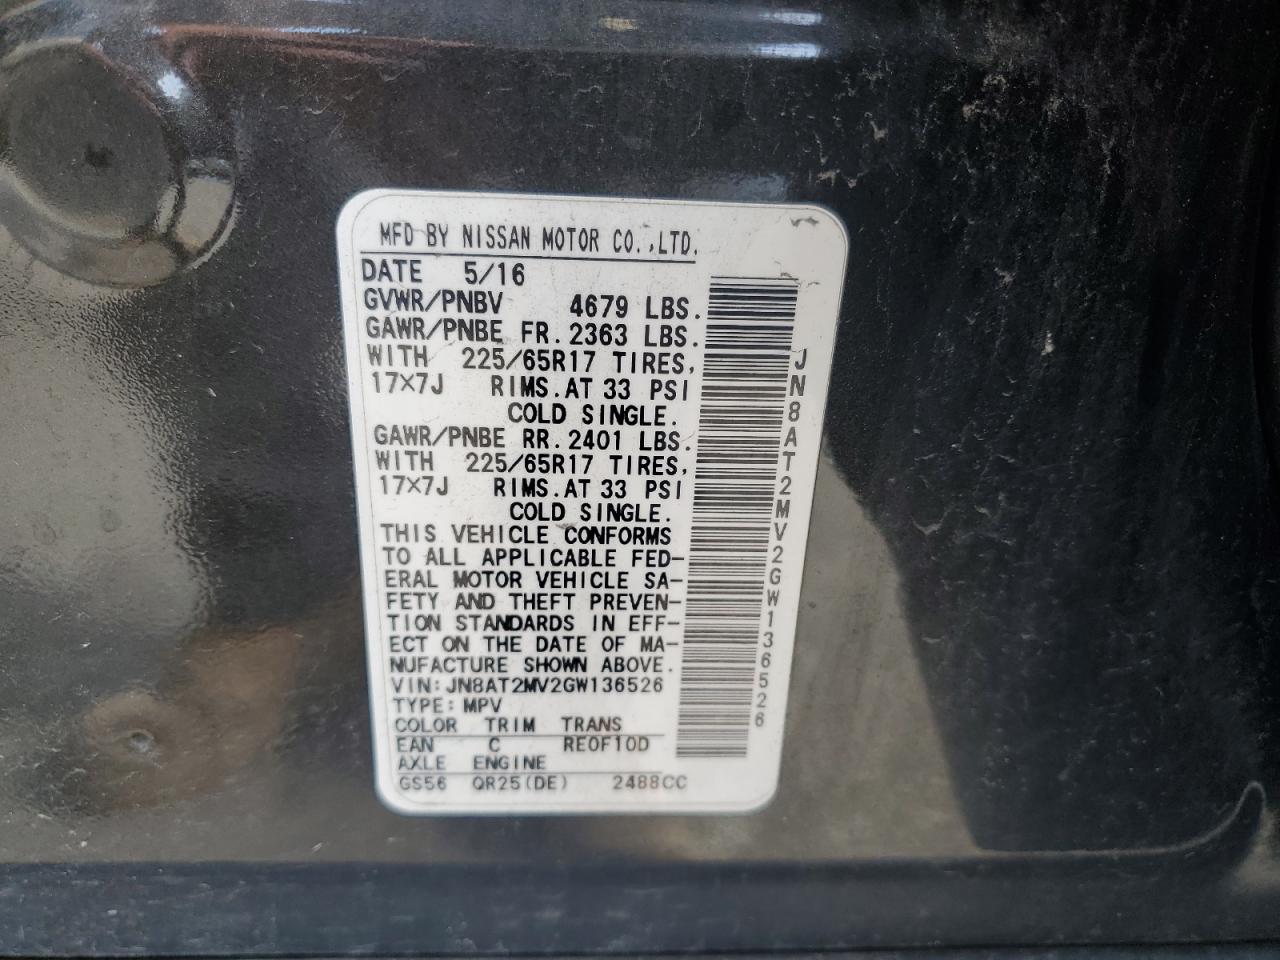 MFD BY NISSAN MOTOR CO.,LTD.
DATE 5/16
GVWR/PNBV 4679 LBS.
GAWR/PNBE FR. 2363 LBS.
WITH 225/65R17 TIRES,
17×7J RIMS.AT 33 PSI
COLD SINGLE.
GAWR/PNBE RR. 2401 LBS.
WITH 225/65R17 TIRES,
17×7J RIMS.AT 33 PSI
COLD SINGLE.
THIS VEHICLE CONFORMS
TO ALL APPLICABLE FED-
ERAL MOTOR VEHICLE SA-
FETY AND THEFT PREVEN-
TION STANDARDS IN EFF-
ECT ON THE DATE OF MA-
NUFACTURE SHOWN ABOVE.
VIN:JN8AT2MV2GW136526
TYPE:MPV
COLOR TRIM TRANS
EAN C RE0F10D
AXLE ENGINE
GS56 QR25(DE) 2488CC
JN8AT2MV2GW136526